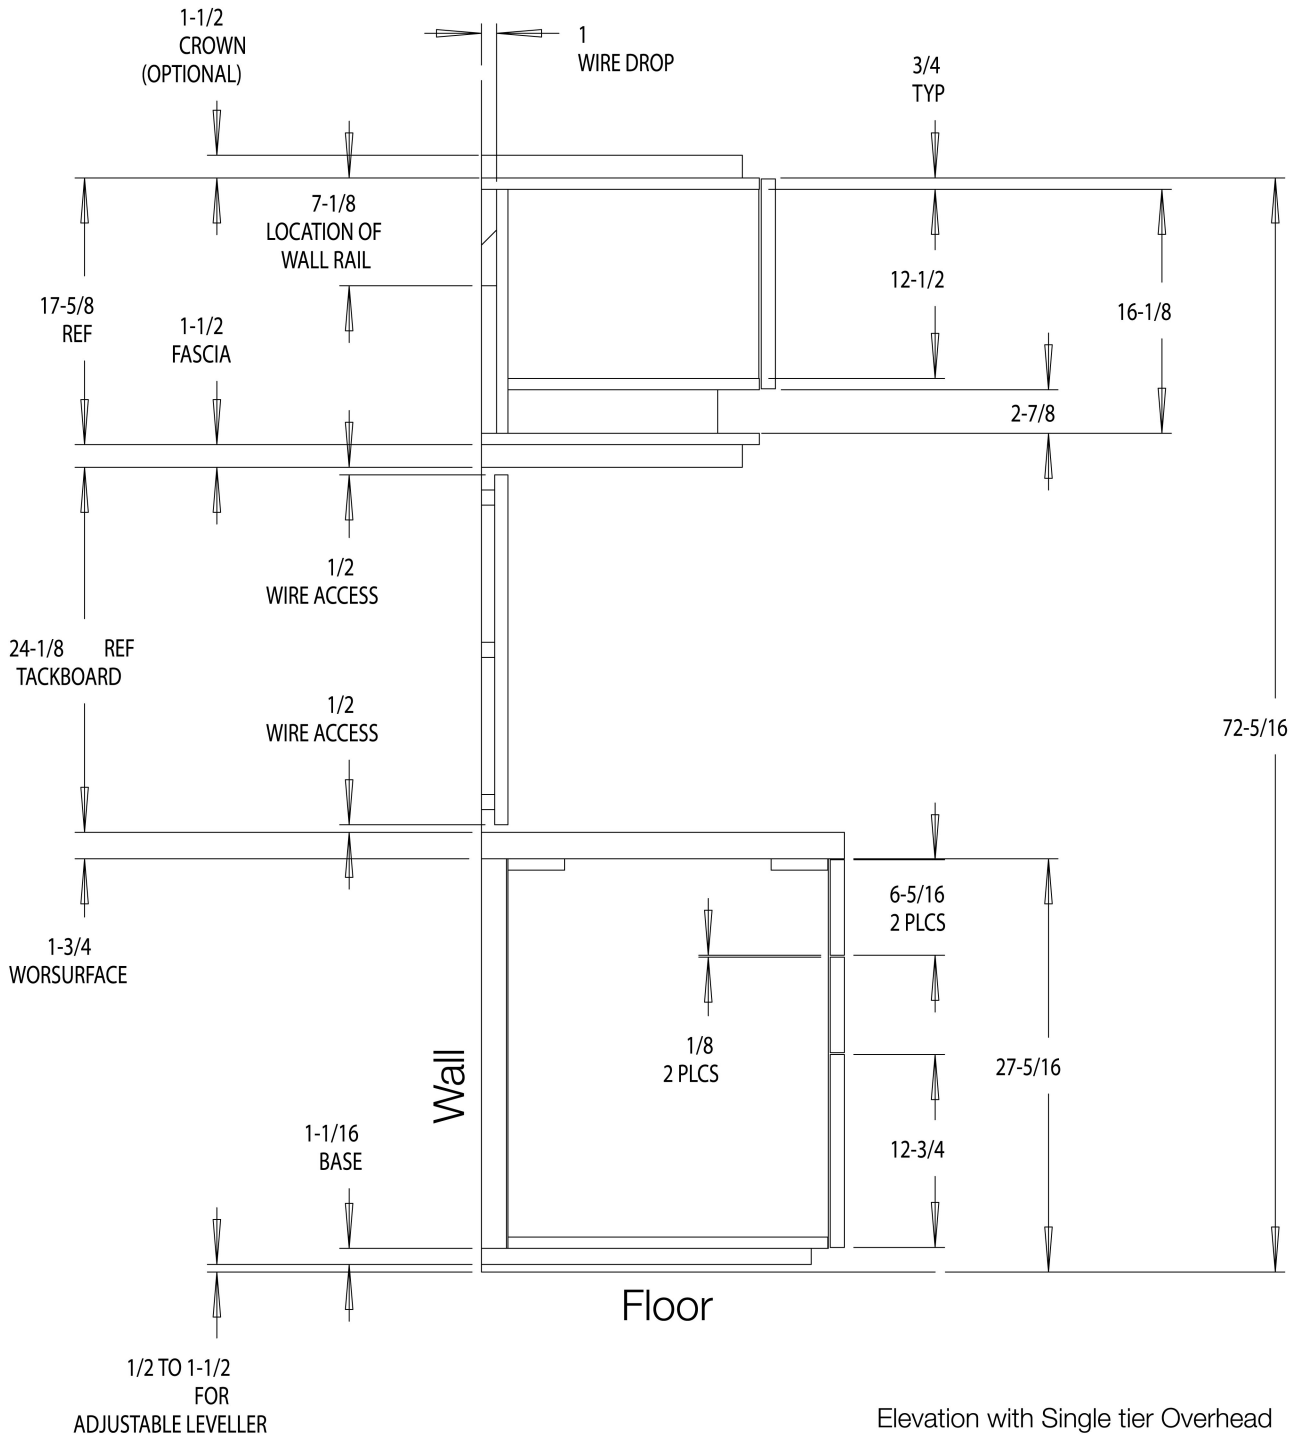 1-1/2
CROWN
(OPTIONAL)
1
WIRE DROP
3/4
TYP
7-1/8
LOCATION OF
WALL RAIL
12-1/2
17-5/8
REF
16-1/8
1-1/2
FASCIA
2-7/8
1/2
WIRE ACCESS
24-1/8 REF
TACKBOARD
1/2
WIRE ACCESS
72-5/16
6-5/16
2 PLCS
1-3/4
WORSURFACE
1/8
2 PLCS
Wall
27-5/16
1-1/16
BASE
12-3/4
Floor
1/2 TO 1-1/2
FOR
ADJUSTABLE LEVELLER
Elevation with Single tier Overhead